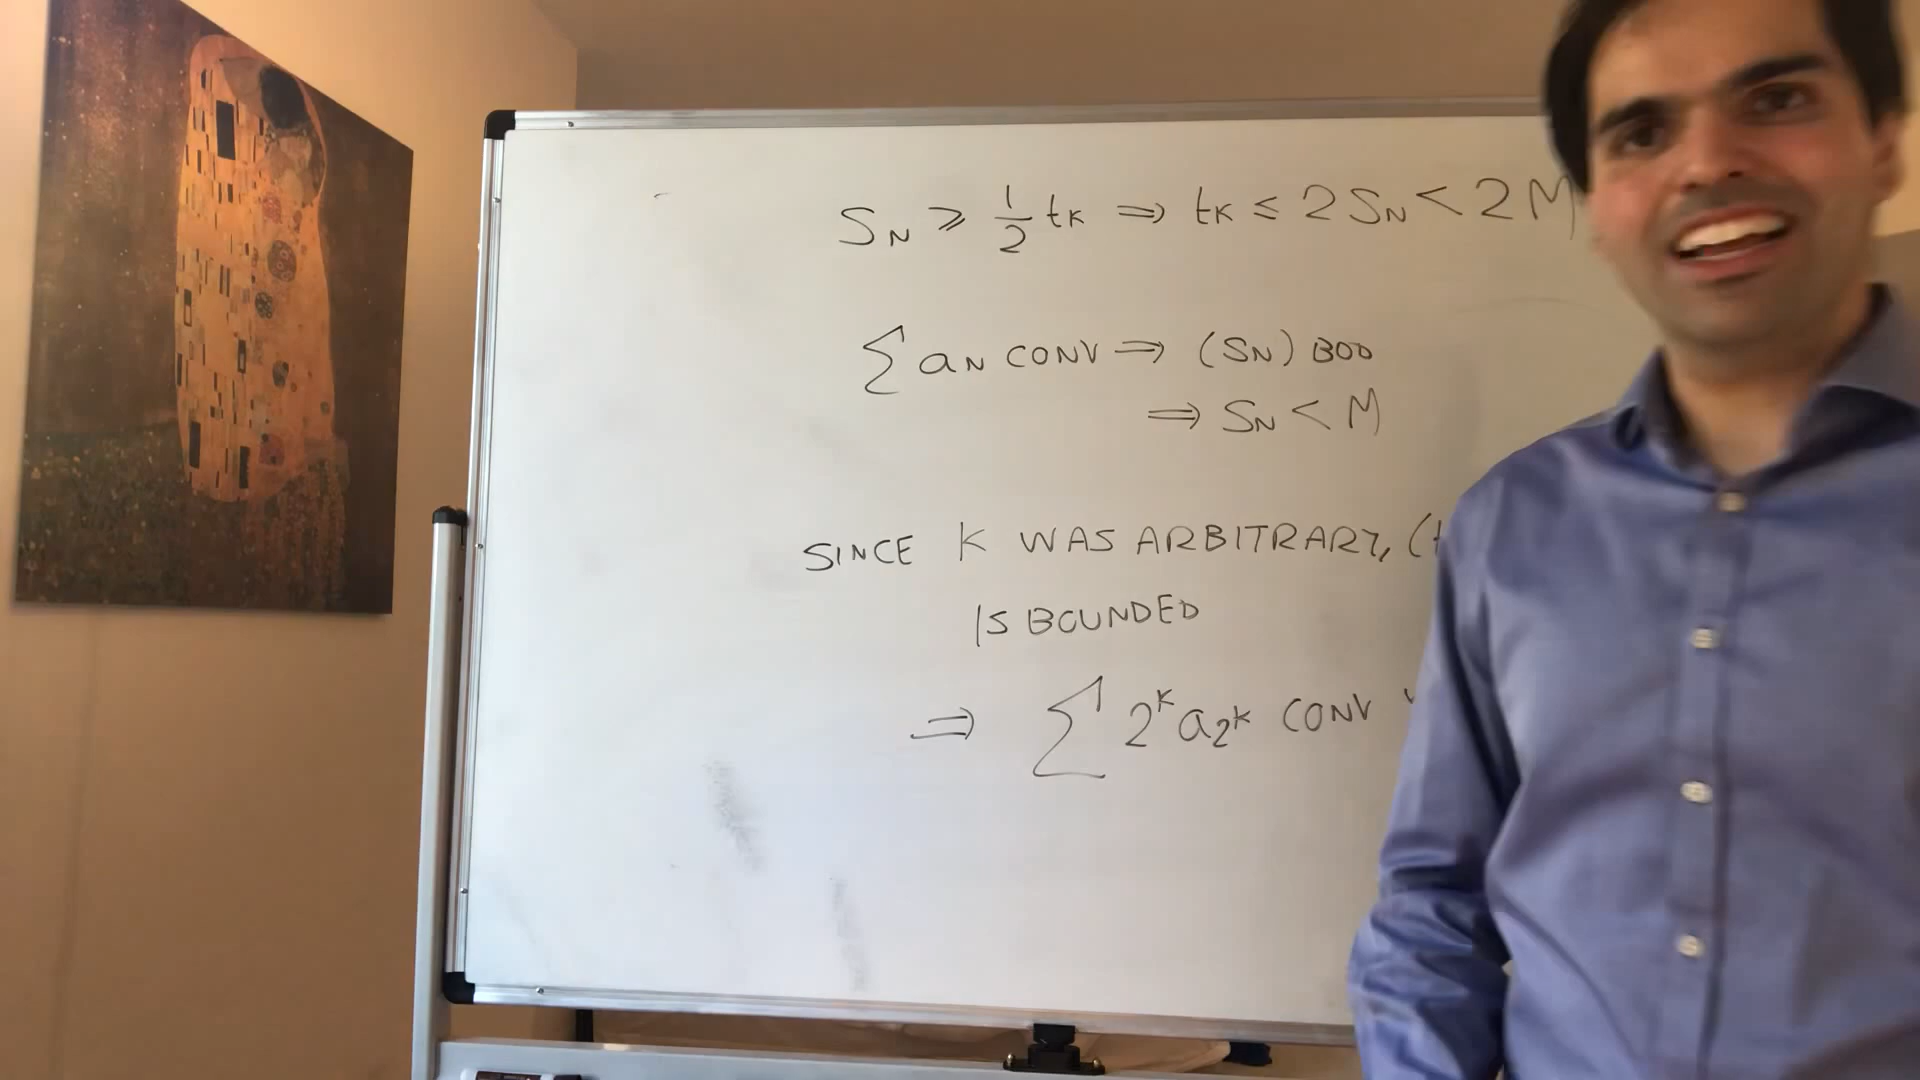 SN ≥ 1/2 tK ⇒ tK ≤ 2SN < 2M
∑ aN CONV ⇒ (SN) BDD
⇒ SN < M
SINCE K WAS ARBITRARY, (
IS BOUNDED
⇒ ∑ 2^K a2^K CONV